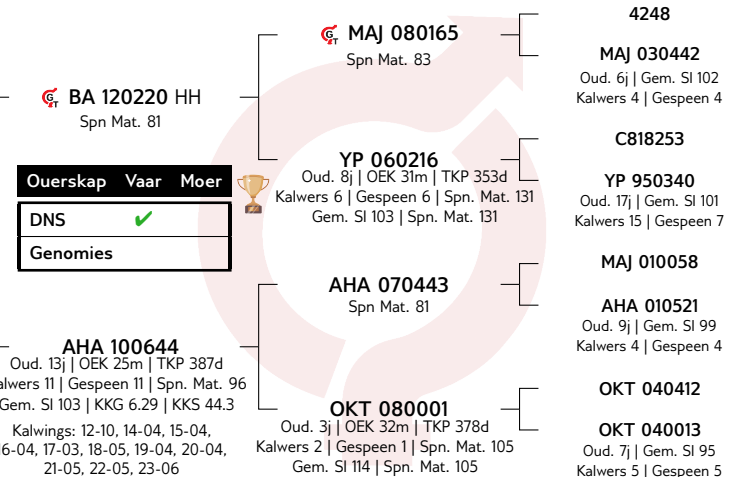 BA 120220 HH
Spn Mat. 81
Ouerskap Vaar Moer
DNS ✔
Genomies
AHA 100644
Oud. 13j | OEK 25m | TKP 387d
alwers 11 | Gespeen 11 | Spn. Mat. 96
Gem. SI 103 | KKG 6.29 | KKS 44.3
Kalwings: 12-10, 14-04, 15-04,
16-04, 17-03, 18-05, 19-04, 20-04,
21-05, 22-05, 23-06
MAJ 080165
Spn Mat. 83
YP 060216
Oud. 8j | OEK 31m | TKP 353d
Kalwers 6 | Gespeen 6 | Spn. Mat. 131
Gem. SI 103 | Spn. Mat. 131
AHA 070443
Spn Mat. 81
OKT 080001
Oud. 3j | OEK 32m | TKP 378d
Kalwers 2 | Gespeen 1 | Spn. Mat. 105
Gem. SI 114 | Spn. Mat. 105
4248
MAJ 030442
Oud. 6j | Gem. SI 102
Kalwers 4 | Gespeen 4
C818253
YP 950340
Oud. 17j | Gem. SI 101
Kalwers 15 | Gespeen 7
MAJ 010058
AHA 010521
Oud. 9j | Gem. SI 99
Kalwers 4 | Gespeen 4
OKT 040412
OKT 040013
Oud. 7j | Gem. SI 95
Kalwers 5 | Gespeen 5